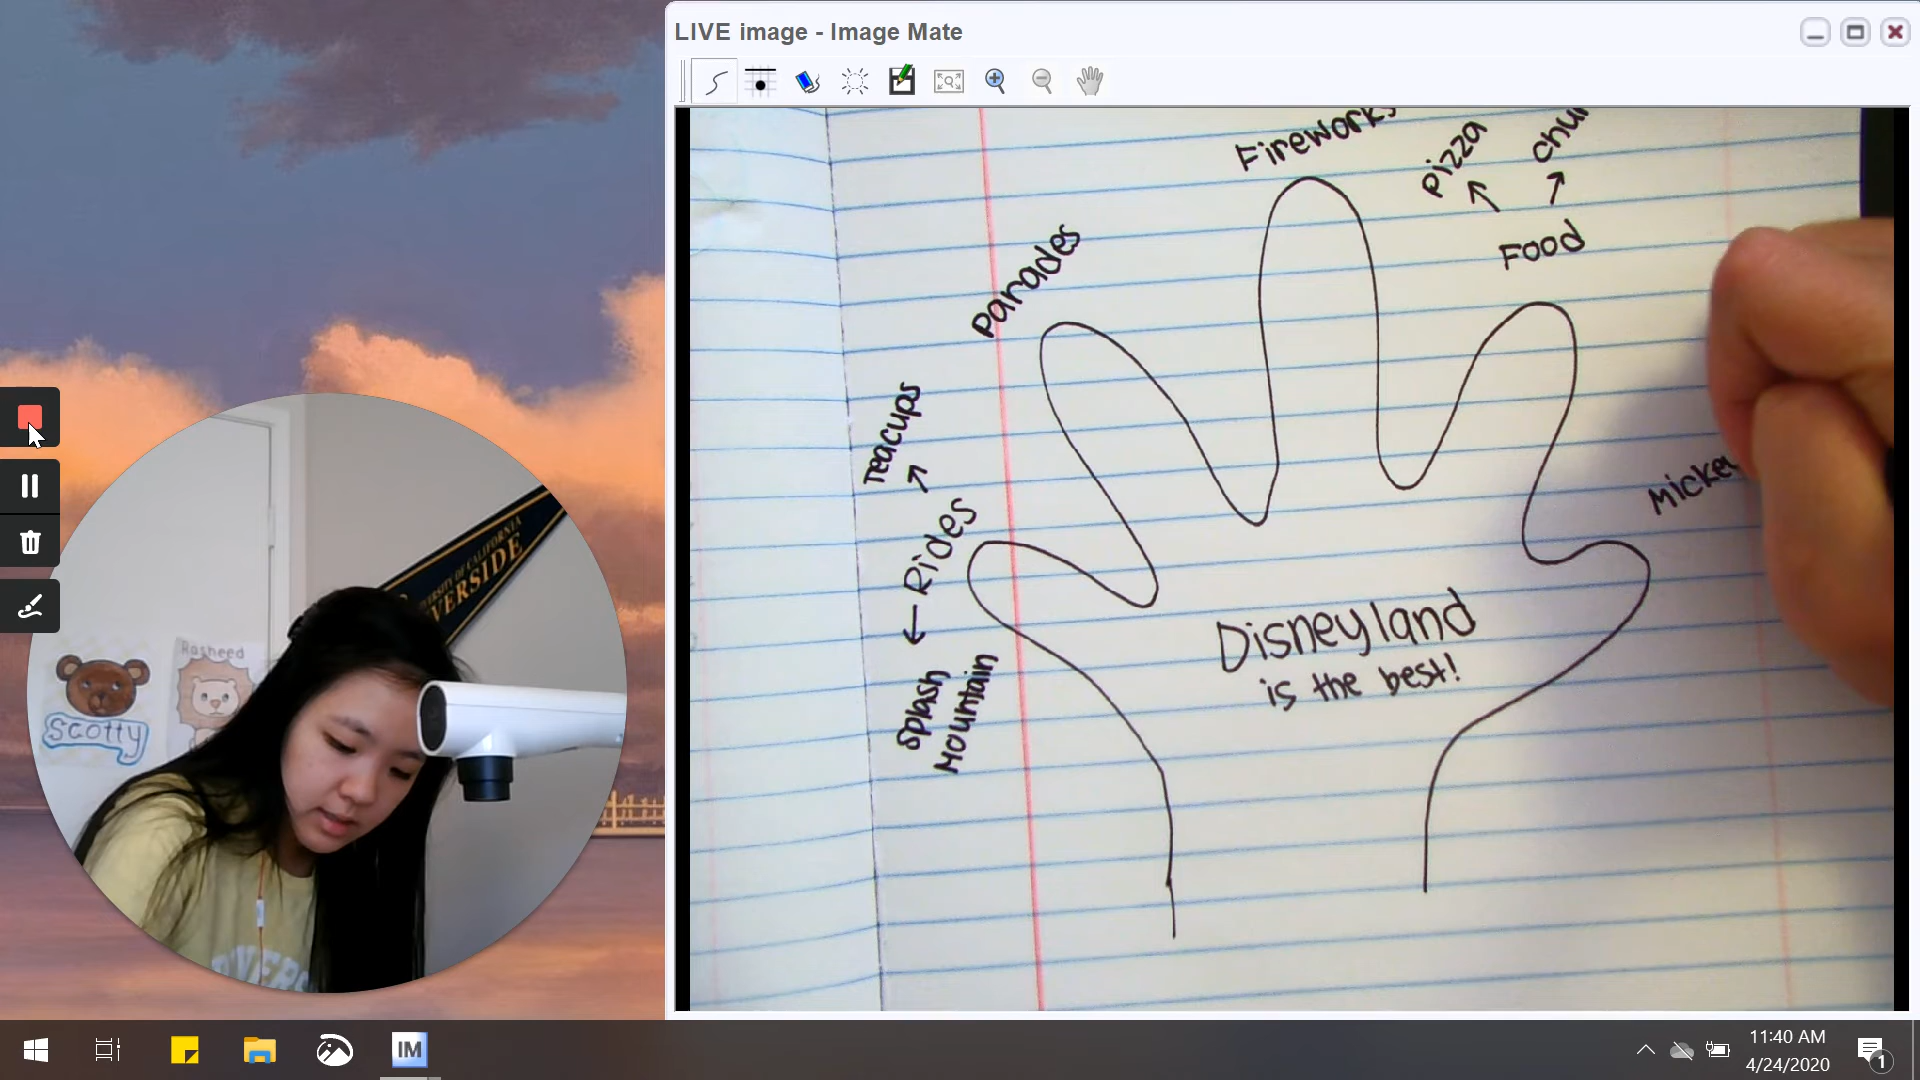 LIVE image - Image Mate
Fireworks
Pizza
Food
Parades
Teacups
Rides
Splash
Mountain
Disneyland
is the best!
UNIVERSITY OF CALIFORNIA
Scotty
Rasheed
IM
11:40 AM
4/24/2020
1